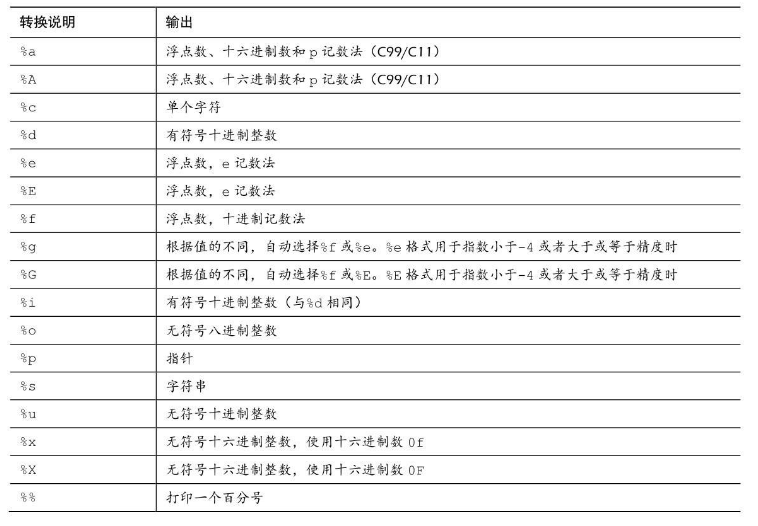 转换说明 输出
%a 浮点数、十六进制数和 p 记数法（C99/C11）
%A 浮点数、十六进制数和 p 记数法（C99/C11）
%c 单个字符
%d 有符号十进制整数
%e 浮点数，e 记数法
%E 浮点数，e 记数法
%f 浮点数，十进制记数法
%g 根据值的不同，自动选择%f 或%e。%e 格式用于指数小于-4 或者大于或等于精度时
%G 根据值的不同，自动选择%f 或%E。%E 格式用于指数小于-4 或者大于或等于精度时
%i 有符号十进制整数（与%d 相同）
%o 无符号八进制整数
%p 指针
%s 字符串
%u 无符号十进制整数
%x 无符号十六进制整数，使用十六进制数 0f
%X 无符号十六进制整数，使用十六进制数 0F
%% 打印一个百分号